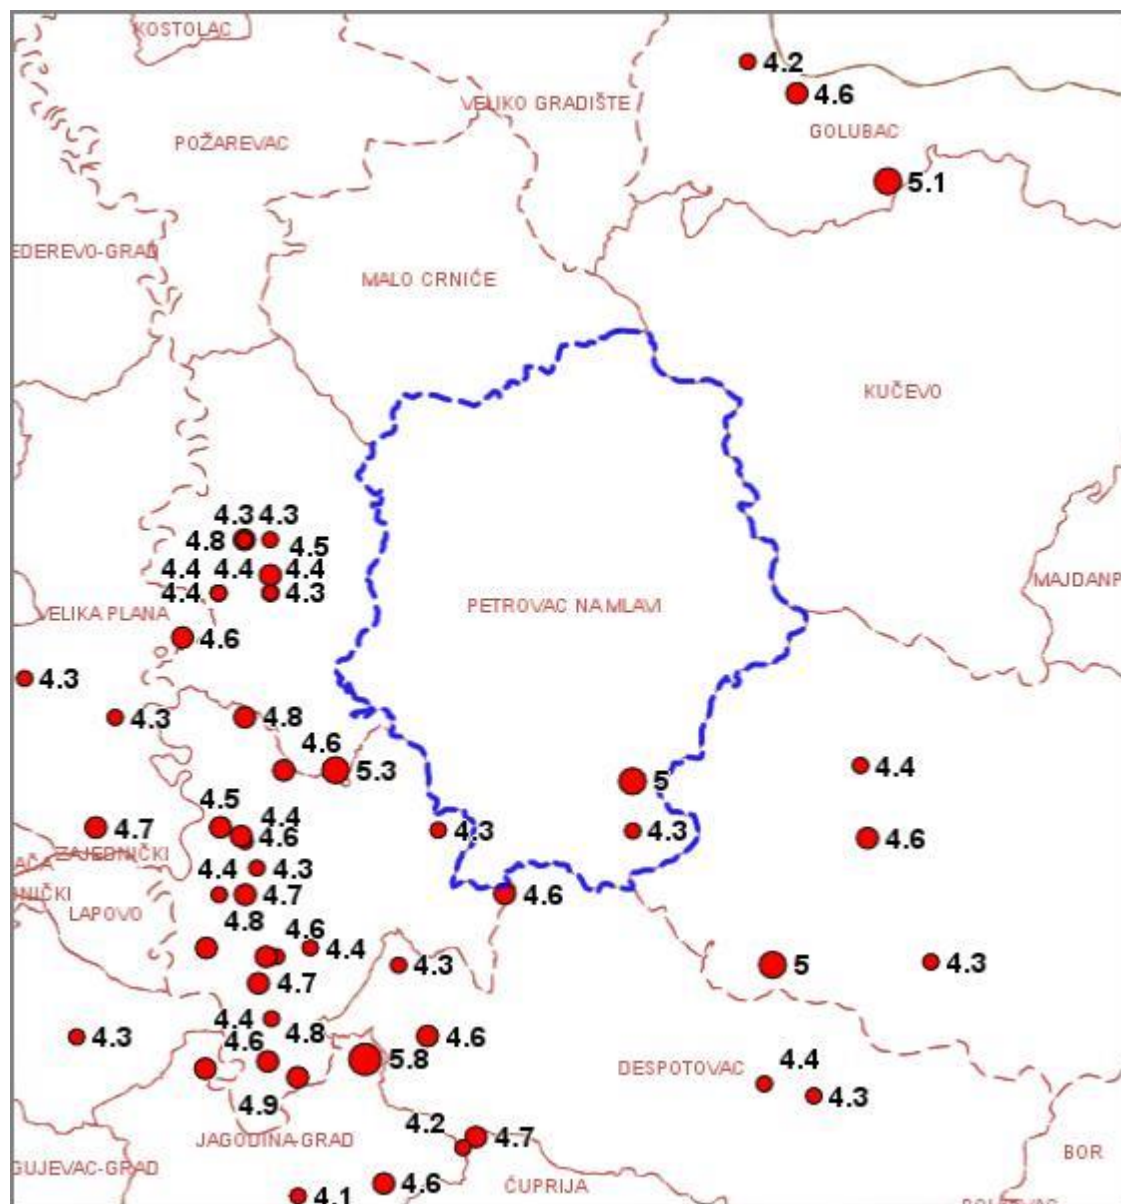 KOSTOLAC
4.2
4.6
VELIKO GRADIŠTE
GOLUBAC
POŽAREVAC
5.1
EDEREVO-GRAD
MALO CRNIĆE
KUČEVO
4.3 4.3
4.8 4.5
4.4 4.4 4.4
4.4 4.3
MAJDANP
VELIKA PLANA
PETROVAC NA MLAVI
4.6
4.3
4.3 4.8
4.6
5.3
5
4.4
4.5
4.7
4.4
4.6
4.3
4.3
4.6
ZAJEDNIČKI
AČA
4.4 4.3
DNIČKI
4.7
4.6
LAPOVO
4.8
4.6
4.4
4.3
5
4.3
4.7
4.4
4.3
4.8
4.6
4.6
5.8
DESPOTOVAC
4.4
4.3
4.9
4.2
4.7
JAGODINA-GRAD
BOR
GUJEVAC-GRAD
4.6
ĆUPRIJA
4.1